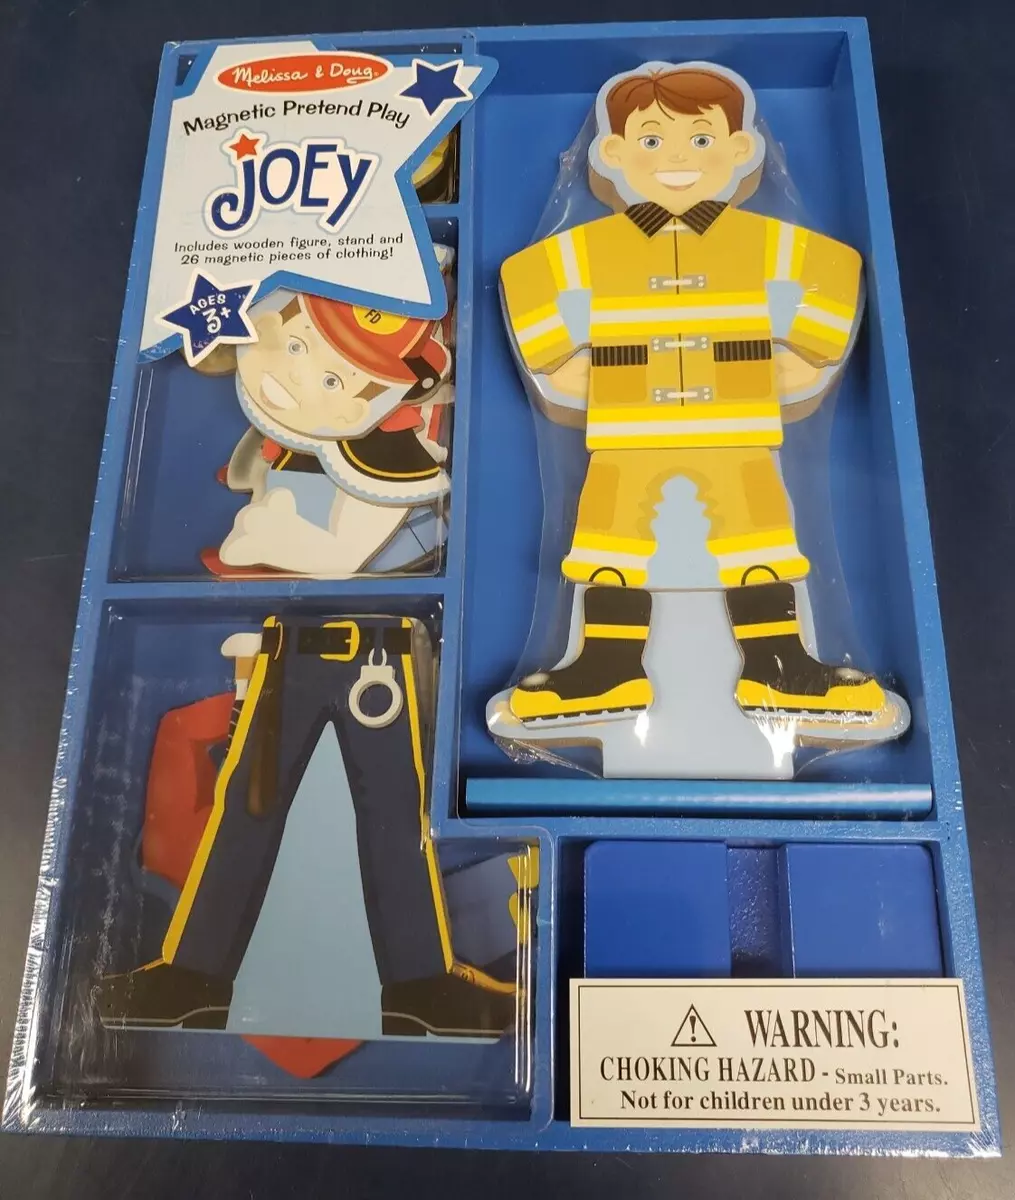 Melissa & Doug
Magnetic Pretend Play
JOEY
Includes wooden figure, stand and
26 magnetic pieces of clothing!
AGES
3+
FD
WARNING:
CHOKING HAZARD - Small Parts.
Not for children under 3 years.